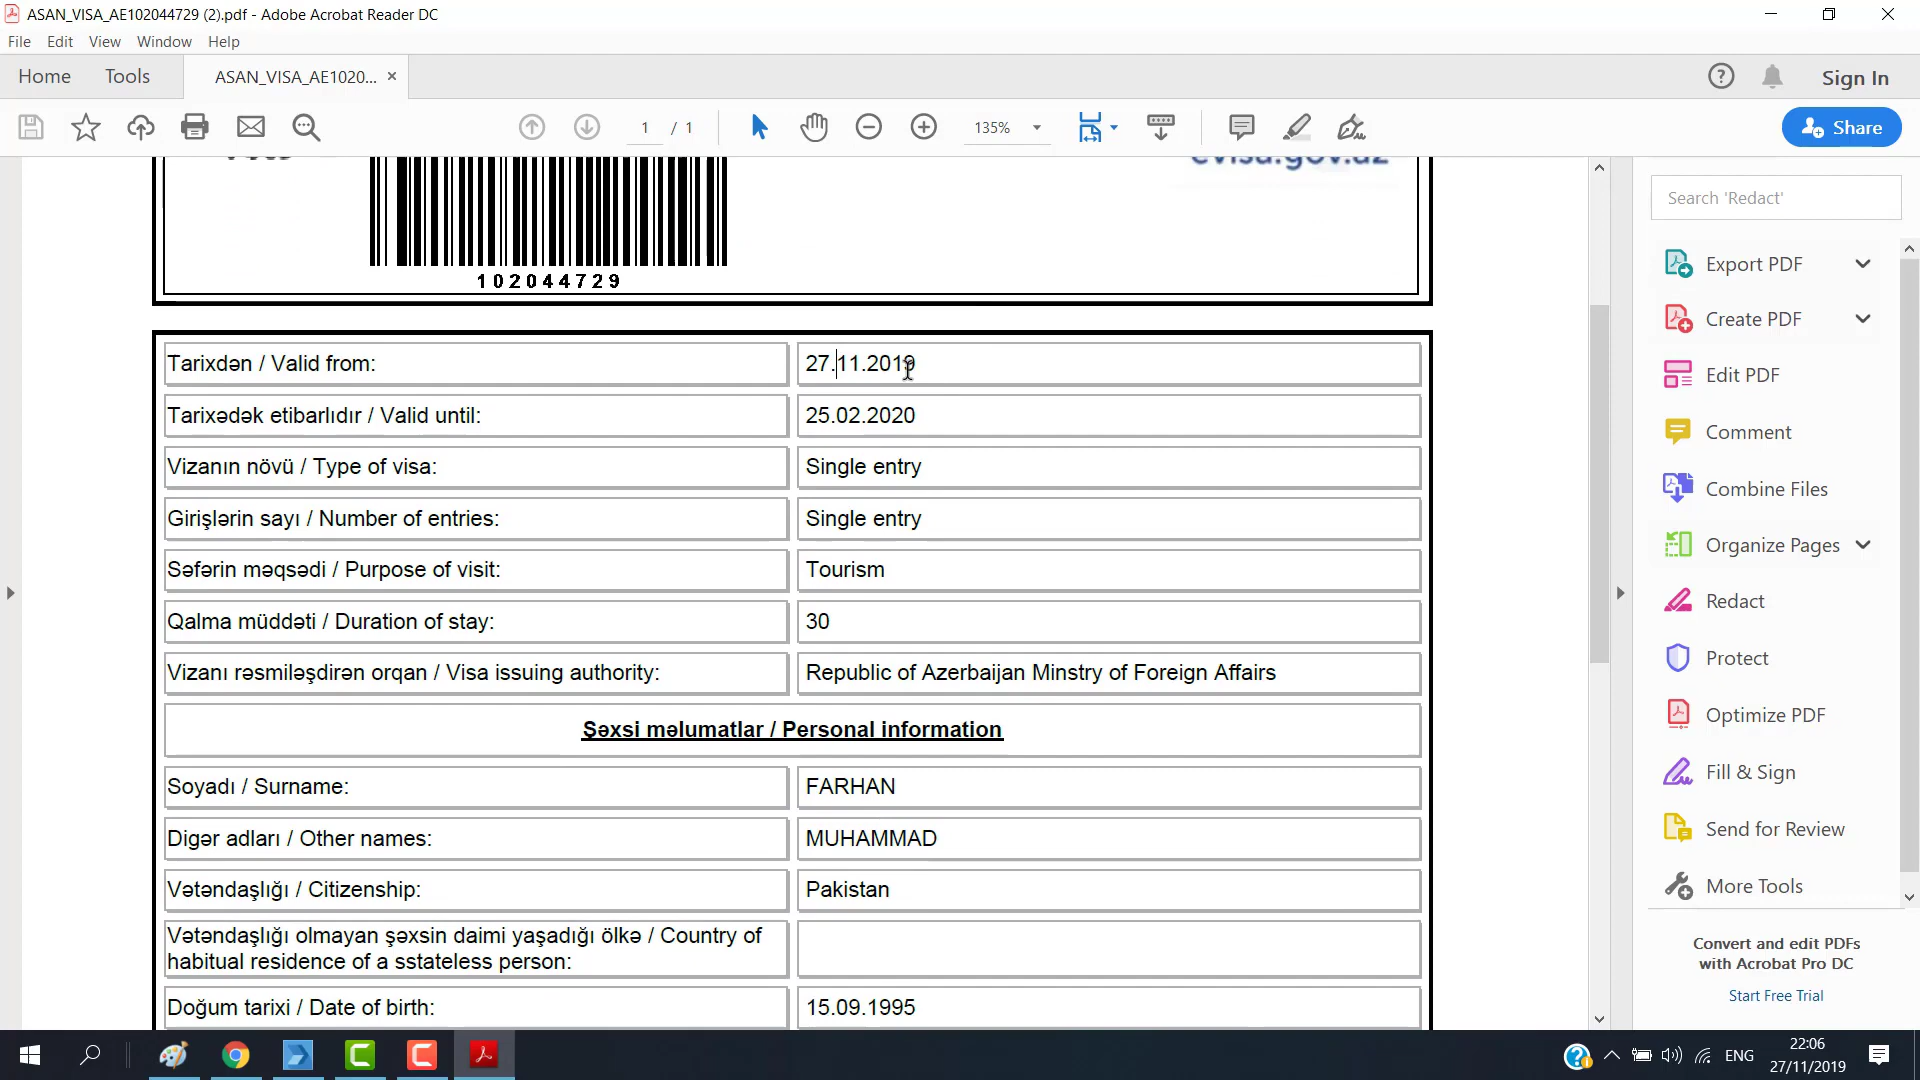 ASAN_VISA_AE102044729 (2).pdf - Adobe Acrobat Reader DC
File Edit View Window Help
Home Tools ASAN_VISA_AE1020... × Sign In
1 / 1 135% Share
evisa.gov.az
102044729
Tarixdən / Valid from: 27.11.2019
Tarixədək etibarlıdır / Valid until: 25.02.2020
Vizanın növü / Type of visa: Single entry
Girişlərin sayı / Number of entries: Single entry
Səfərin məqsədi / Purpose of visit: Tourism
Qalma müddəti / Duration of stay: 30
Vizanı rəsmiləşdirən orqan / Visa issuing authority: Republic of Azerbaijan Minstry of Foreign Affairs
Şəxsi məlumatlar / Personal information
Soyadı / Surname: FARHAN
Digər adları / Other names: MUHAMMAD
Vətəndaşlığı / Citizenship: Pakistan
Vətəndaşlığı olmayan şəxsin daimi yaşadığı ölkə / Country of
habitual residence of a sstateless person:
Doğum tarixi / Date of birth: 15.09.1995
Search 'Redact'
Export PDF
Create PDF
Edit PDF
Comment
Combine Files
Organize Pages
Redact
Protect
Optimize PDF
Fill & Sign
Send for Review
More Tools
Convert and edit PDFs
with Acrobat Pro DC
Start Free Trial
ENG
22:06
27/11/2019